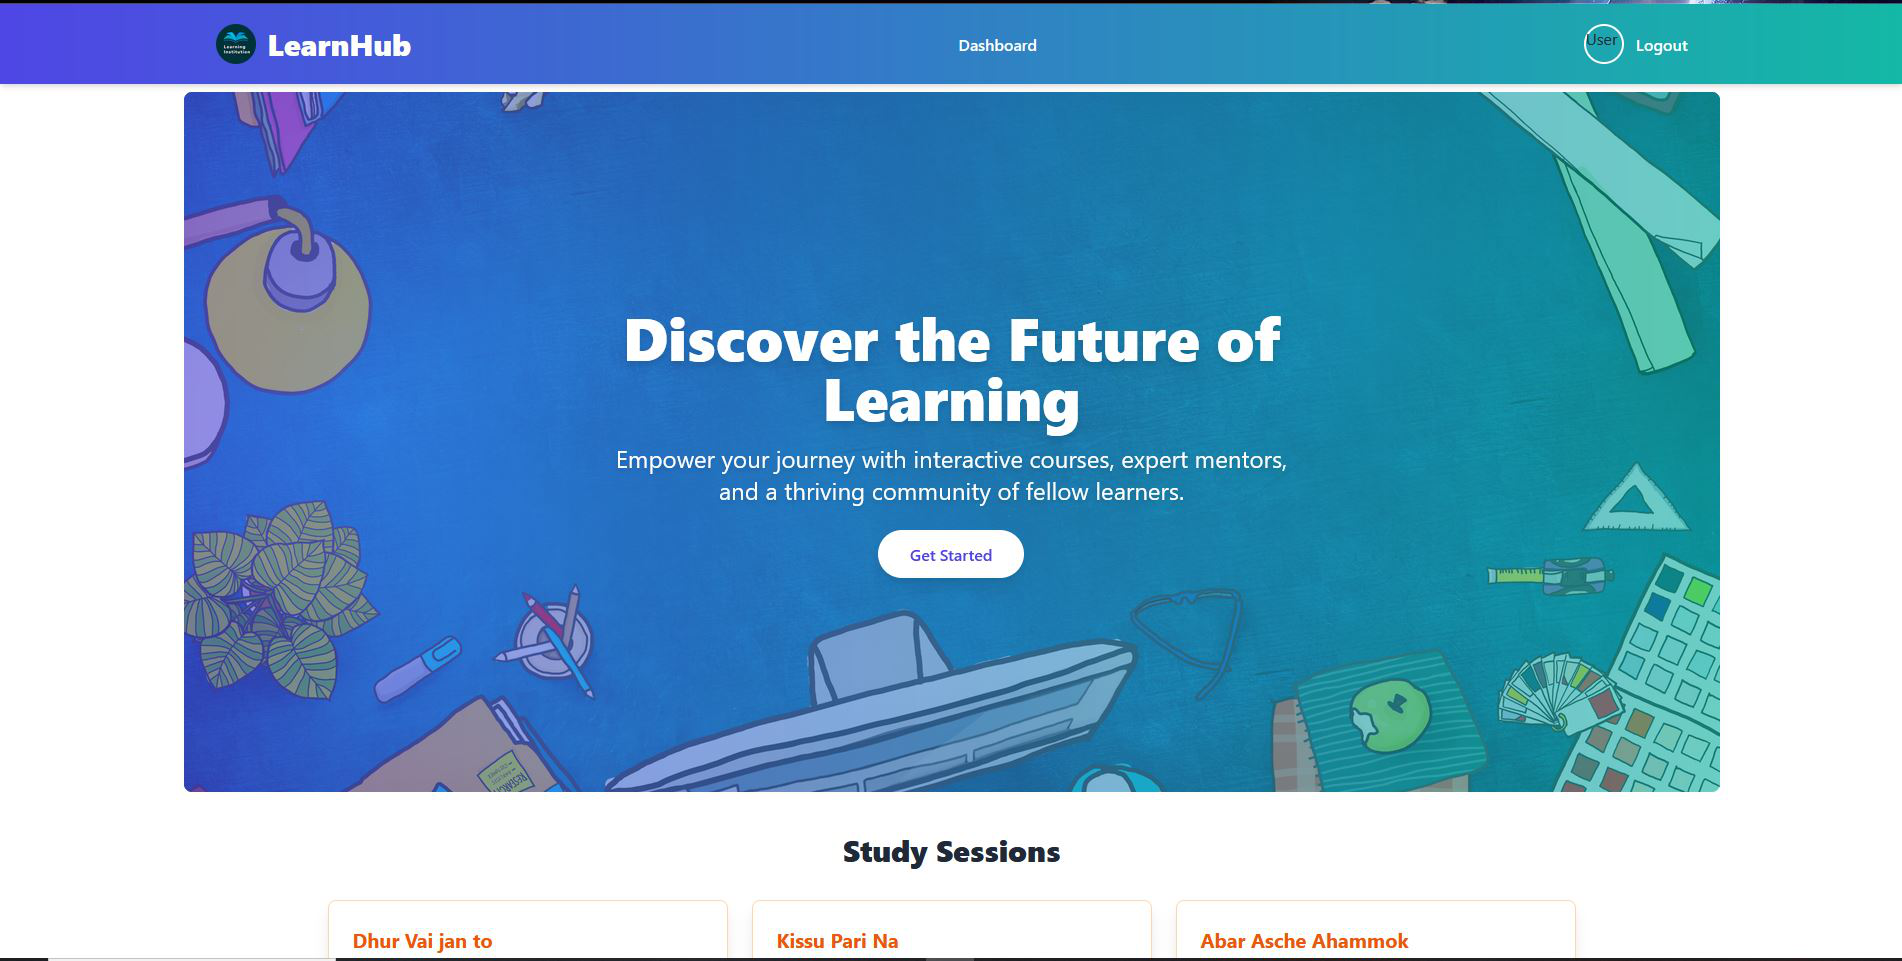 Learning
Institution
LearnHub
Dashboard
User
Logout
Discover the Future of
Learning
Empower your journey with interactive courses, expert mentors,
and a thriving community of fellow learners.
Get Started
RESEARCH
Study Sessions
Dhur Vai jan to
Kissu Pari Na
Abar Asche Ahammok